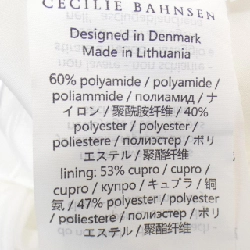 CECILIE BAHNSEN
Designed in Denmark
Made in Lithuania
60% polyamide / polyamide /
poliammide / полиамид / ナ
イロン / 聚酰胺纤维 / 40%
polyester / polyester /
poliestere / полиэстер / ポリ
エステル / 聚酯纤维
lining: 53% cupro / cupro
/ cupro / купро / キュプラ / 铜
氨 / 47% polyester / polyester
/ poliestere / полиэстер / ポリ
エステル / 聚酯纤维